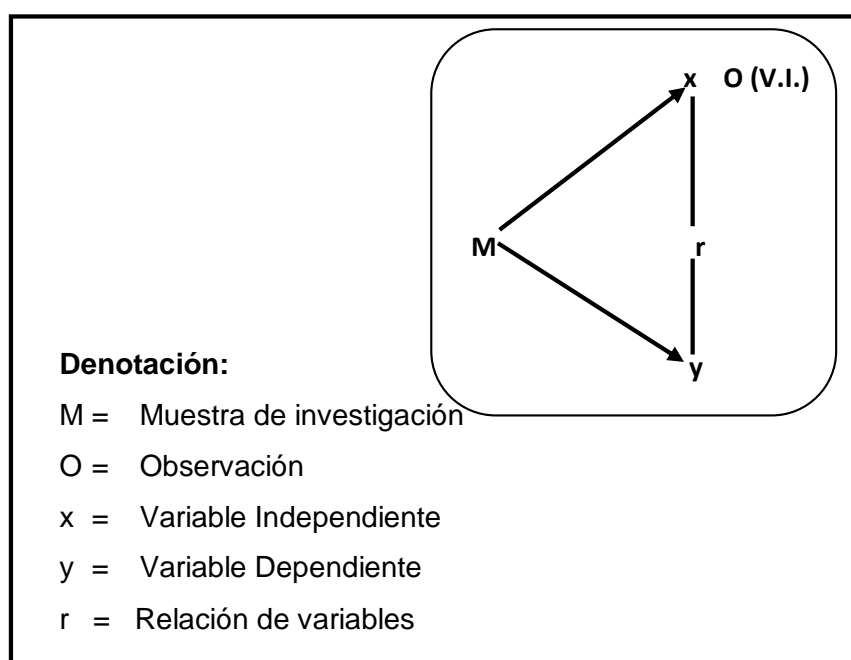 x O (V.I.)
M r
y
Denotación:
M = Muestra de investigación
O = Observación
x = Variable Independiente
y = Variable Dependiente
r = Relación de variables